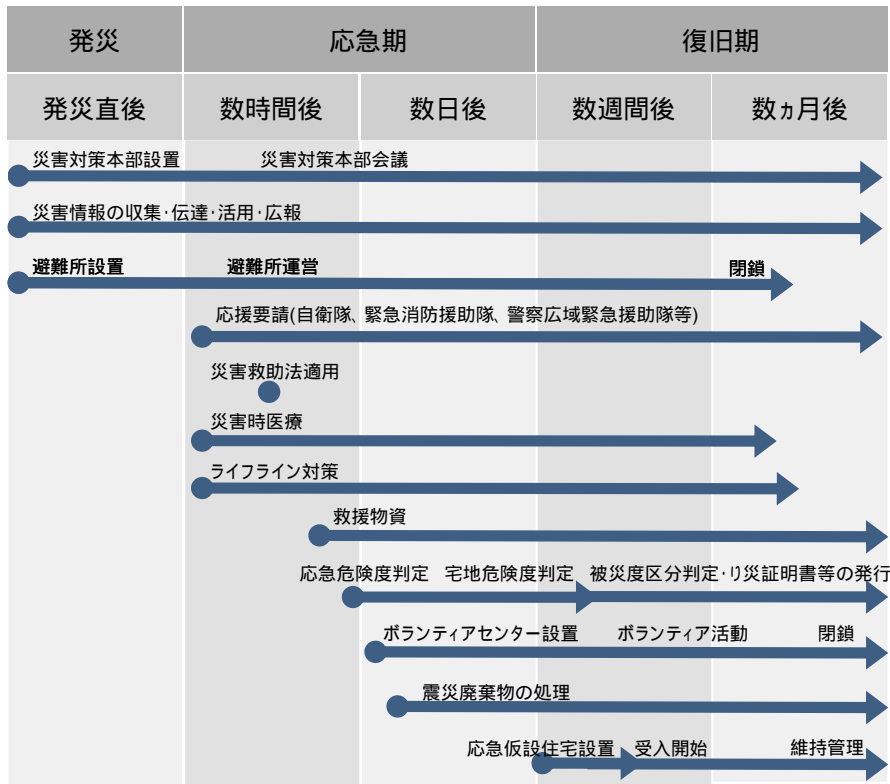 発災 応急期 復旧期
発災直後 数時間後 数日後 数週間後 数ヵ月後
災害対策本部設置 災害対策本部会議
災害情報の収集･伝達･活用･広報
避難所設置 避難所運営 閉鎖
応援要請(自衛隊、緊急消防援助隊、警察広域緊急援助隊等)
災害救助法適用
災害時医療
ライフライン対策
救援物資
応急危険度判定 宅地危険度判定 被災度区分判定･り災証明書等の発行
ボランティアセンター設置 ボランティア活動 閉鎖
震災廃棄物の処理
応急仮設住宅設置 受入開始 維持管理